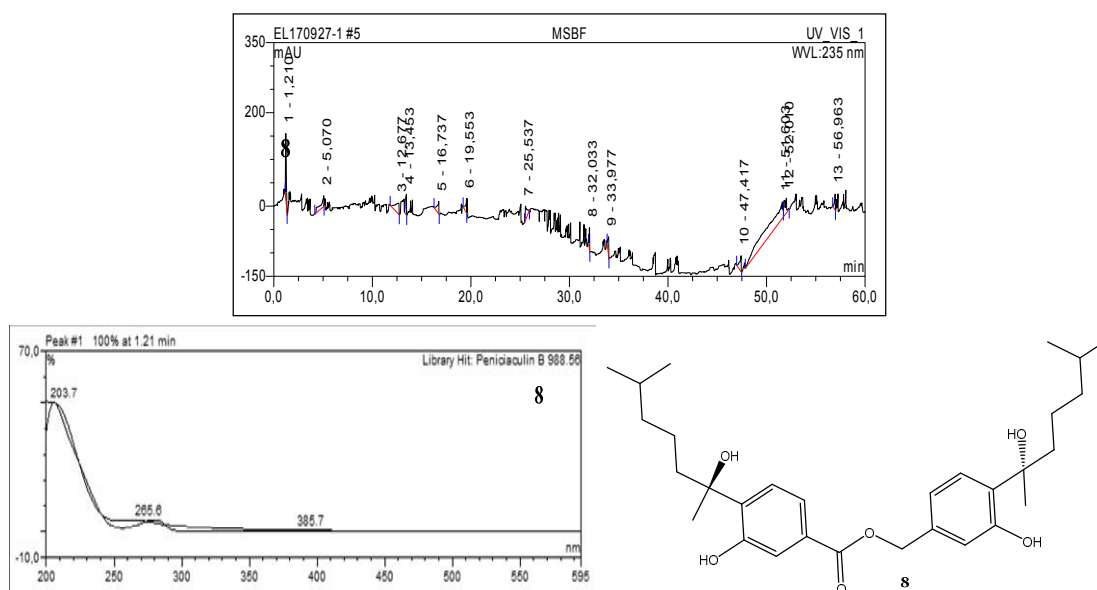 EL170927-1 #5 MSBF UV_VIS_1
350 mAU WVL:235 nm
200
0
-150
1 - 1,210
2 - 5,070
3 - 12,677
4 - 13,453
5 - 16,737
6 - 19,553
7 - 25,537
8 - 32,033
9 - 33,977
10 - 47,417
11 - 51,603
12 - 52,010
13 - 56,963
min
0,0 10,0 20,0 30,0 40,0 50,0 60,0
Peak #1 100% at 1.21 min
70,0
% Library Hit: Peniciaculin B 988.56
203.7
8
265.6
385.7
-10,0
nm
200 250 300 350 400 450 500 550 595
OH
HO
O
O
HO
OH
8